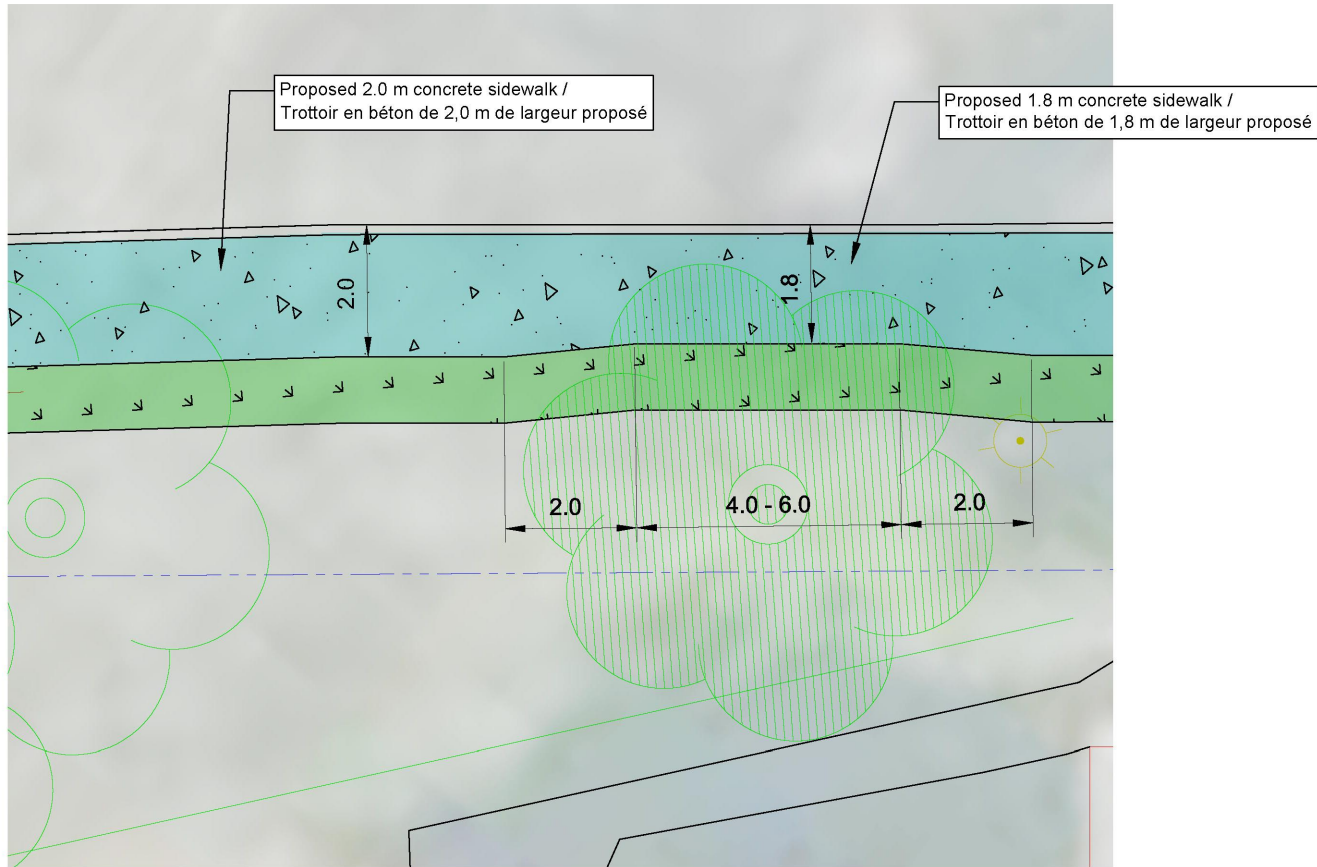 Proposed 2.0 m concrete sidewalk /
Trottoir en béton de 2,0 m de largeur proposé
Proposed 1.8 m concrete sidewalk /
Trottoir en béton de 1,8 m de largeur proposé
2.0
1.8
2.0
4.0 - 6.0
2.0